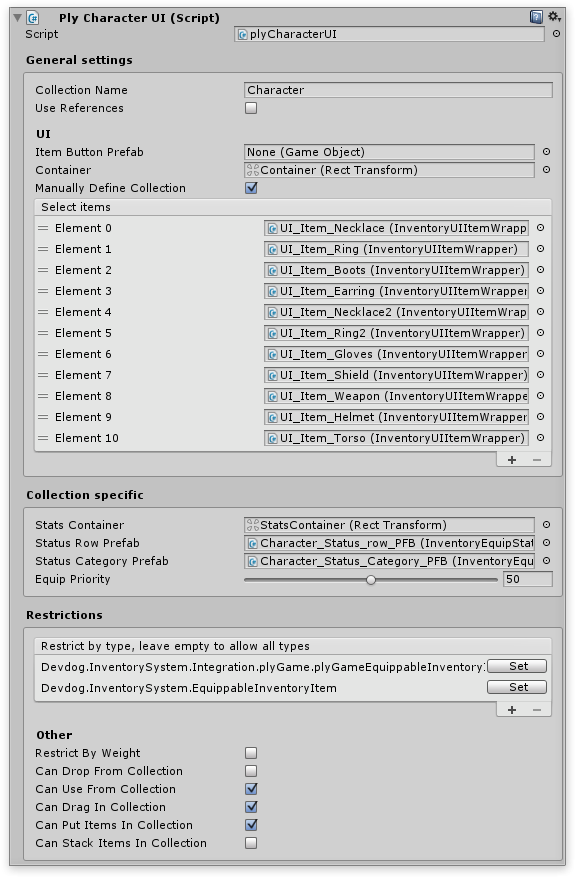 Ply Character UI (Script)
Script plyCharacterUI
General settings
Collection Name Character
Use References
UI
Item Button Prefab None (Game Object)
Container Container (Rect Transform)
Manually Define Collection
Select items
Element 0 UI_Item_Necklace (InventoryUIItemWrapp
Element 1 UI_Item_Ring (InventoryUIItemWrapper)
Element 2 UI_Item_Boots (InventoryUIItemWrapper)
Element 3 UI_Item_Earring (InventoryUIItemWrapper
Element 4 UI_Item_Necklace2 (InventoryUIItemWrap
Element 5 UI_Item_Ring2 (InventoryUIItemWrapper)
Element 6 UI_Item_Gloves (InventoryUIItemWrapper
Element 7 UI_Item_Shield (InventoryUIItemWrapper)
Element 8 UI_Item_Weapon (InventoryUIItemWrappe
Element 9 UI_Item_Helmet (InventoryUIItemWrapper
Element 10 UI_Item_Torso (InventoryUIItemWrapper)
+ −
Collection specific
Stats Container StatsContainer (Rect Transform)
Status Row Prefab Character_Status_row_PFB (InventoryEquipStat
Status Category Prefab Character_Status_Category_PFB (InventoryEqu
Equip Priority 50
Restrictions
Restrict by type, leave empty to allow all types
Devdog.InventorySystem.Integration.plyGame.plyGameEquippableInventory Set
Devdog.InventorySystem.EquippableInventoryItem Set
+ −
Other
Restrict By Weight
Can Drop From Collection
Can Use From Collection
Can Drag In Collection
Can Put Items In Collection
Can Stack Items In Collection